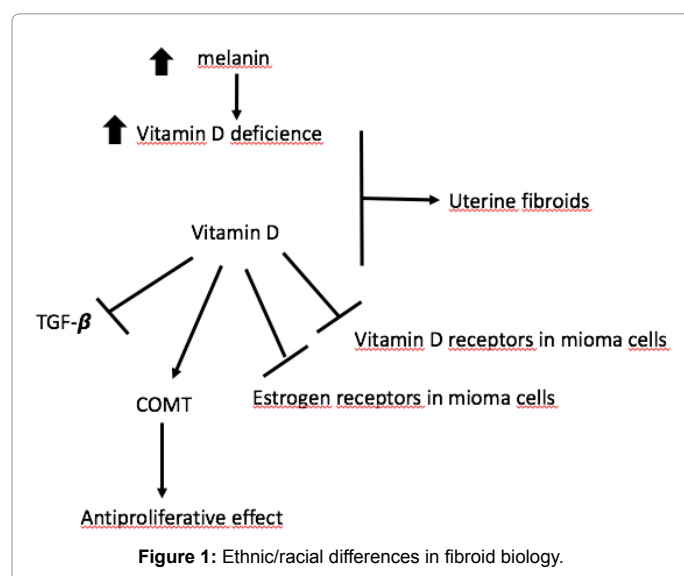 melanin
Vitamin D deficience
Uterine fibroids
Vitamin D
TGF-β
Vitamin D receptors in mioma cells
Estrogen receptors in mioma cells
COMT
Antiproliferative effect
Figure 1: Ethnic/racial differences in fibroid biology.